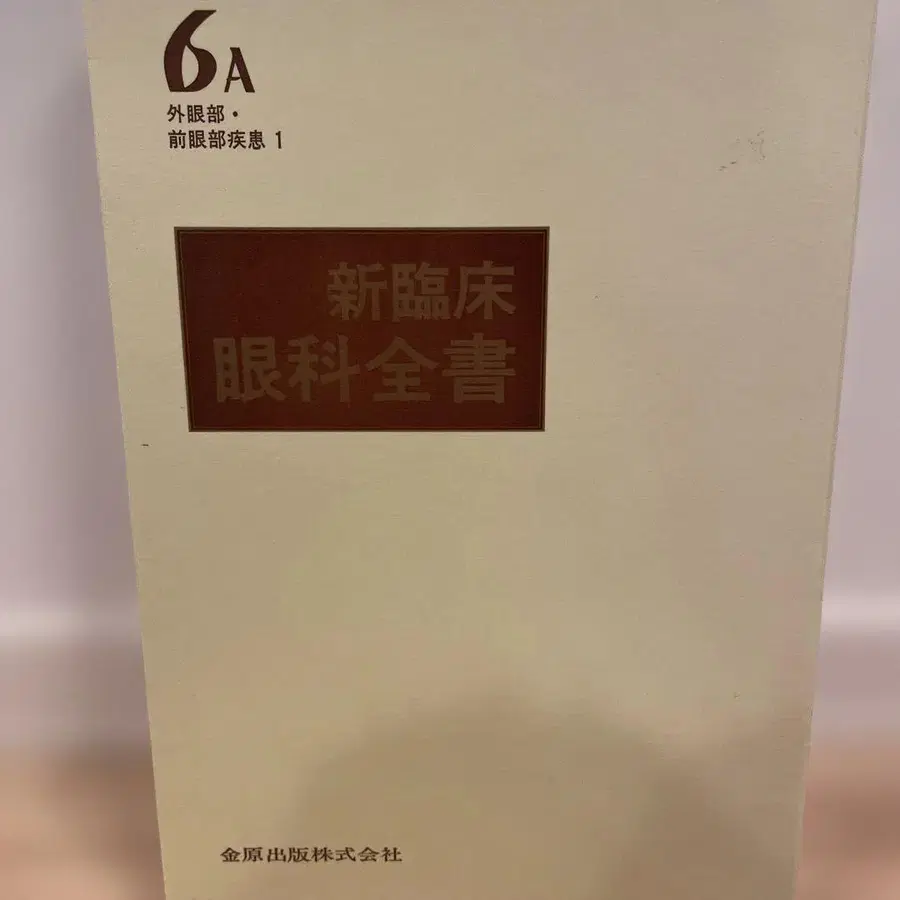 6A
外眼部・
前眼部疾患 1
新臨床
眼科全書
金原出版株式会社